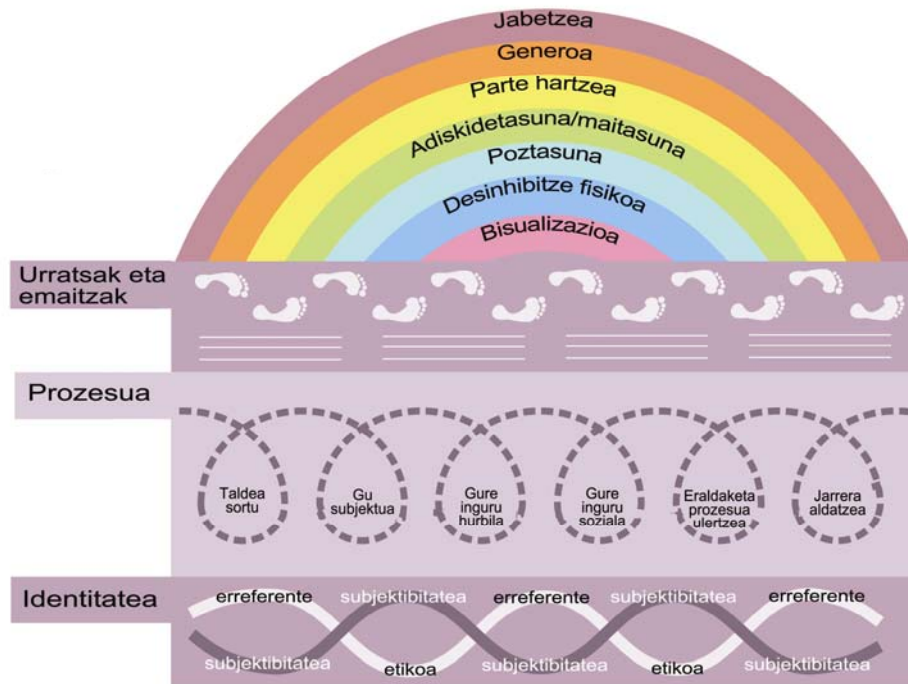 Jabetzea
Generoa
Parte hartzea
Adiskidetasuna/maitasuna
Poztasuna
Desinhibitze fisikoa
Bisualizazioa
Urratsak eta
emaitzak
Prozesua
Taldea
sortu
Gu
subjektua
Gure
inguru
hurbila
Gure
inguru
soziala
Eraldaketa
prozesua
ulertzea
Jarrera
aldatzea
Identitatea
erreferente
subjektibitatea
erreferente
subjektibitatea
erreferente
subjektibitatea
etikoa
subjektibitatea
etikoa
subjektibitatea